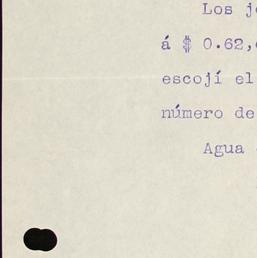 Los
á $ 0.62,
escojí el
número de
Agua